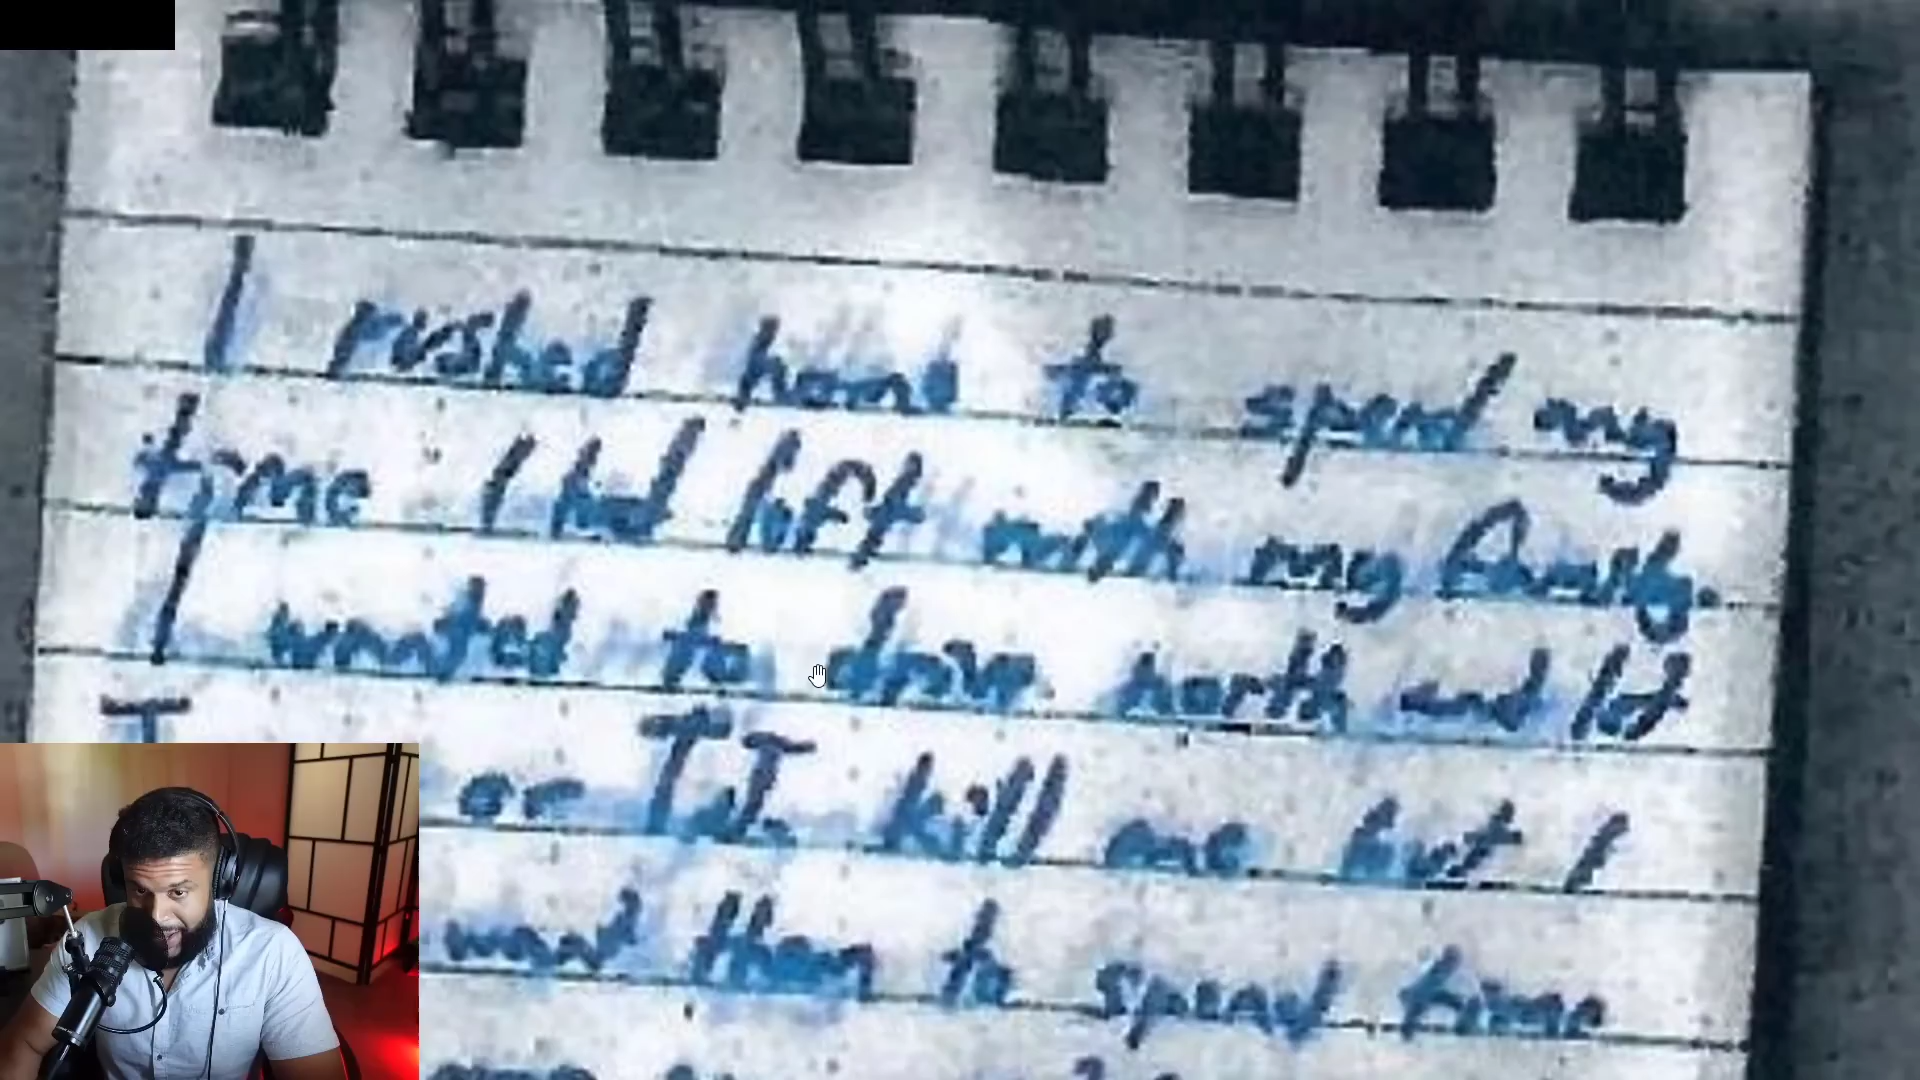 I rushed home to spend my
time I had left with my family.
I wanted to drive north and let
or T.J. kill me but I
want them to spend time